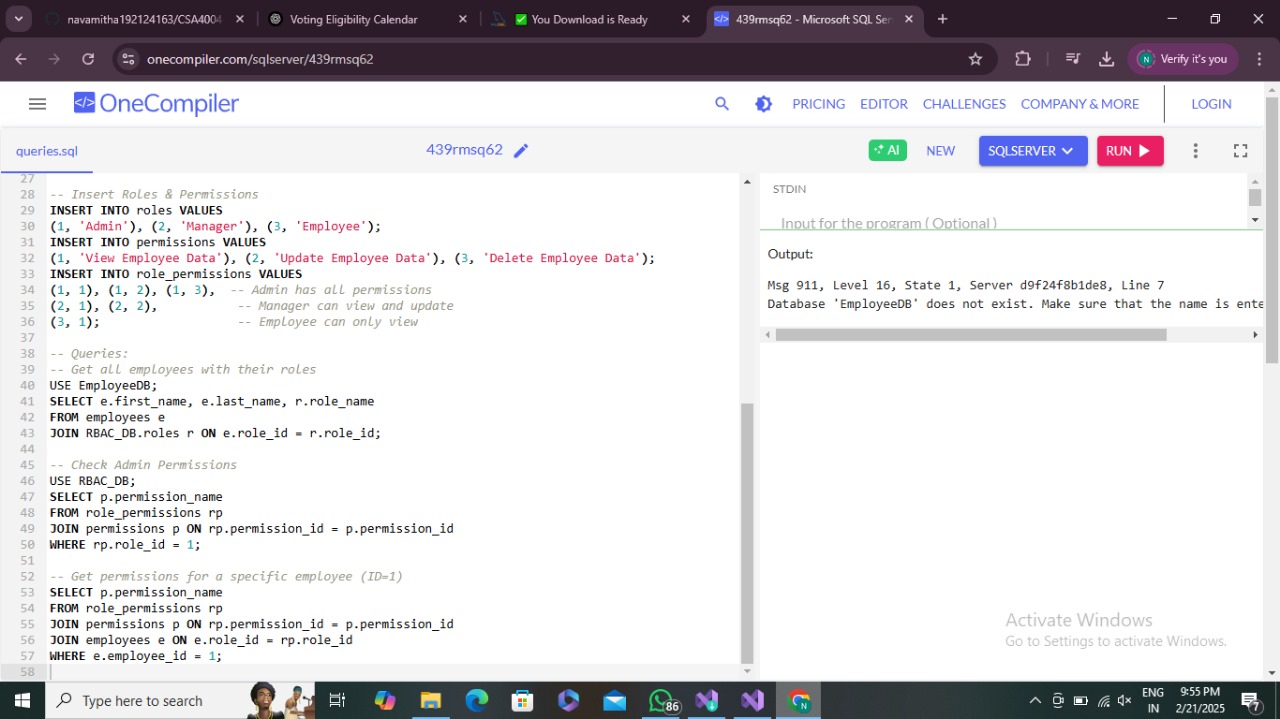 navamitha192124163/CSA4004
Voting Eligibility Calendar
You Download is Ready
439rmsq62 - Microsoft SQL Ser
onecompiler.com/sqlserver/439rmsq62
N Verify it's you
</> OneCompiler
PRICING EDITOR CHALLENGES COMPANY & MORE LOGIN
queries.sql
439rmsq62
AI NEW SQLSERVER RUN
27
28 -- Insert Roles & Permissions
29 INSERT INTO roles VALUES
30 (1, 'Admin'), (2, 'Manager'), (3, 'Employee');
31 INSERT INTO permissions VALUES
32 (1, 'View Employee Data'), (2, 'Update Employee Data'), (3, 'Delete Employee Data');
33 INSERT INTO role_permissions VALUES
34 (1, 1), (1, 2), (1, 3),  -- Admin has all permissions
35 (2, 1), (2, 2),           -- Manager can view and update
36 (3, 1);                   -- Employee can only view
37
38 -- Queries:
39 -- Get all employees with their roles
40 USE EmployeeDB;
41 SELECT e.first_name, e.last_name, r.role_name
42 FROM employees e
43 JOIN RBAC_DB.roles r ON e.role_id = r.role_id;
44
45 -- Check Admin Permissions
46 USE RBAC_DB;
47 SELECT p.permission_name
48 FROM role_permissions rp
49 JOIN permissions p ON rp.permission_id = p.permission_id
50 WHERE rp.role_id = 1;
51
52 -- Get permissions for a specific employee (ID=1)
53 SELECT p.permission_name
54 FROM role_permissions rp
55 JOIN permissions p ON rp.permission_id = p.permission_id
56 JOIN employees e ON e.role_id = rp.role_id
57 WHERE e.employee_id = 1;
58
STDIN
Input for the program ( Optional )
Output:
Msg 911, Level 16, State 1, Server d9f24f8b1de8, Line 7
Database 'EmployeeDB' does not exist. Make sure that the name is ente
Activate Windows
Go to Settings to activate Windows.
Type here to search
86
ENG
IN
9:55 PM
2/21/2025
7